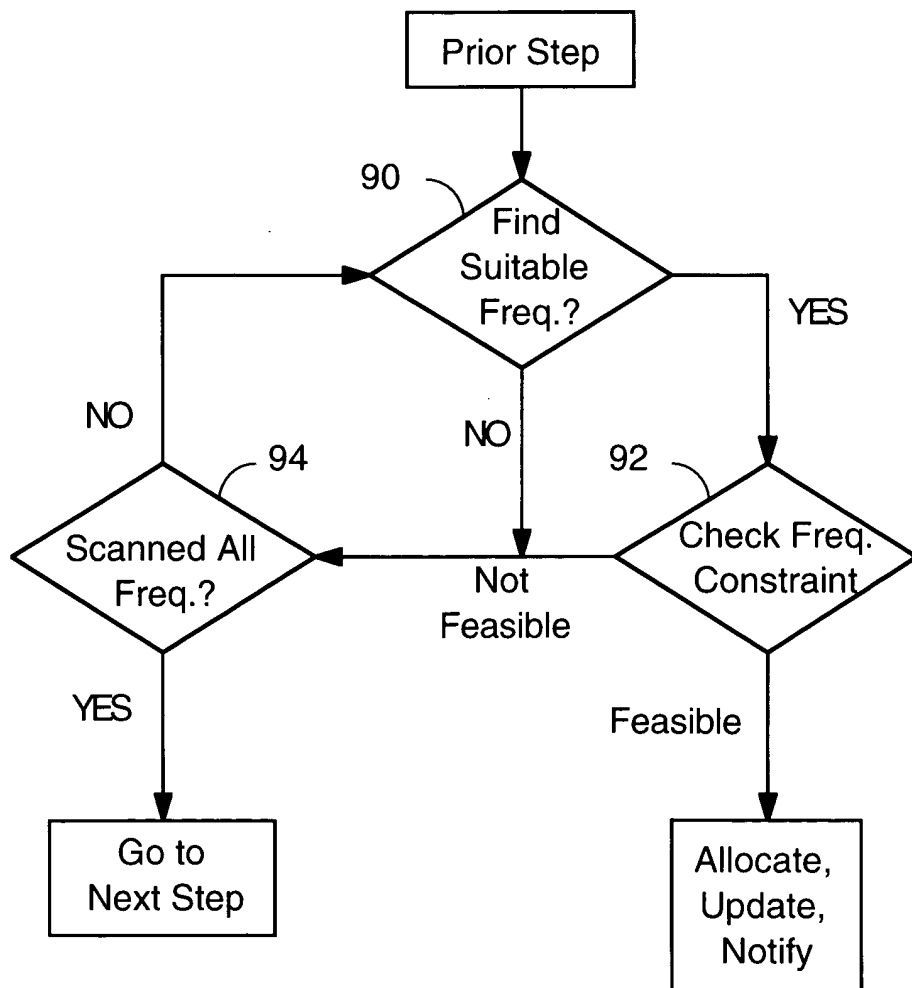 Prior Step
90
Find
Suitable
Freq.?
YES
NO
NO
94
92
Scanned All
Freq.?
Check Freq.
Constraint
Not
Feasible
YES
Feasible
Go to
Next Step
Allocate,
Update,
Notify